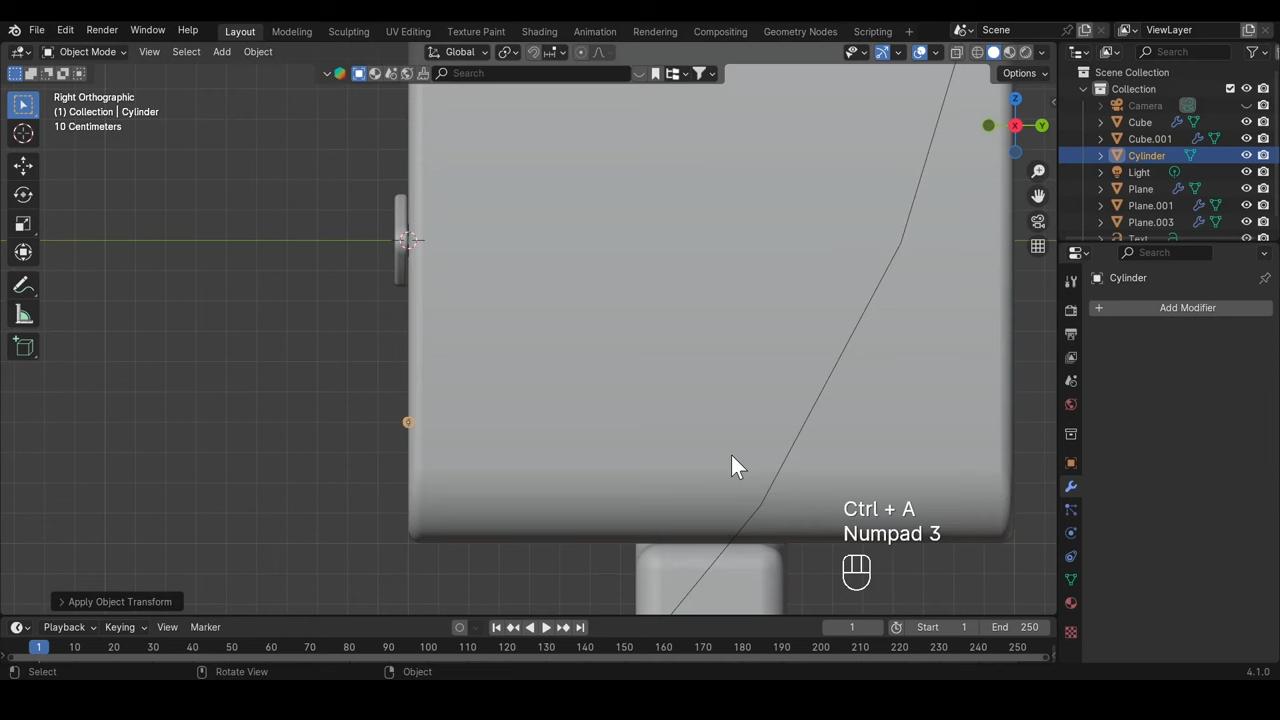 File Edit Render Window Help Layout Modeling Sculpting UV Editing Texture Paint Shading Animation Rendering Compositing Geometry Nodes Scripting Scene ViewLayer
Object Mode View Select Add Object Global Search
Search Options
Right Orthographic
(1) Collection | Cylinder
10 Centimeters
Z
X
Y
Scene Collection
Collection
Camera
Cube
Cube.001
Cylinder
Light
Plane
Plane.001
Plane.003
Text
Search
Cylinder
+ Add Modifier
Ctrl + A
Numpad 3
> Apply Object Transform
Playback Keying View Marker 1 Start 1 End 250
1 10 20 30 40 50 60 70 80 90 100 110 120 130 140 150 160 170 180 190 200 210 220 230 240 250
Select Rotate View Object 4.1.0